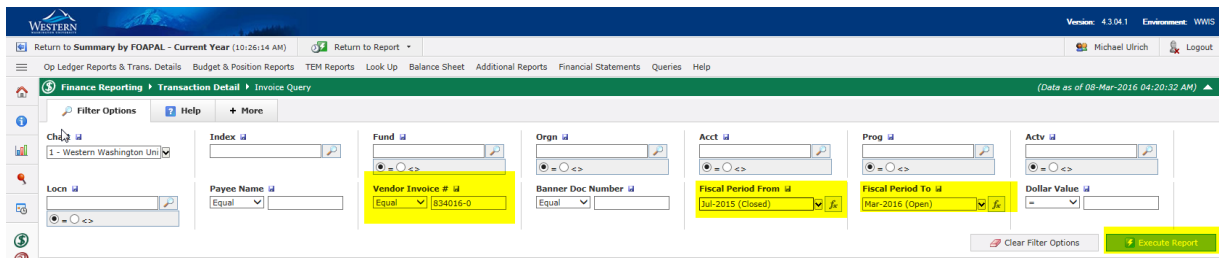 WESTERN
Version: 4.3.04.1 Environment: WWIS
Return to Summary by FOAPAL - Current Year (10:26:14 AM) Return to Report Michael Ulrich Logout
Op Ledger Reports & Trans. Details Budget & Position Reports TEM Reports Look Up Balance Sheet Additional Reports Financial Statements Queries Help
Finance Reporting Transaction Detail Invoice Query (Data as of 08-Mar-2016 04:20:32 AM)
Filter Options Help + More
Chart Index Fund Orgn Acct Prog Actv
1 - Western Washington Uni
= <> = <> = <> = <> = <>
Locn Payee Name Vendor Invoice # Banner Doc Number Fiscal Period From Fiscal Period To Dollar Value
Equal Equal 834016-0 Equal Jul-2015 (Closed) fx Mar-2016 (Open) fx =
= <>
Clear Filter Options Execute Report